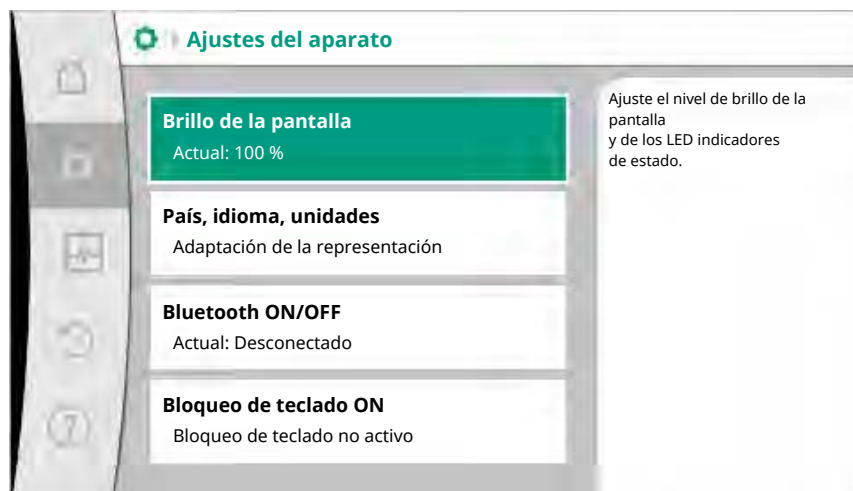 Ajustes del aparato
Brillo de la pantalla
Actual: 100 %
País, idioma, unidades
Adaptación de la representación
Bluetooth ON/OFF
Actual: Desconectado
Bloqueo de teclado ON
Bloqueo de teclado no activo
Ajuste el nivel de brillo de la
pantalla
y de los LED indicadores
de estado.